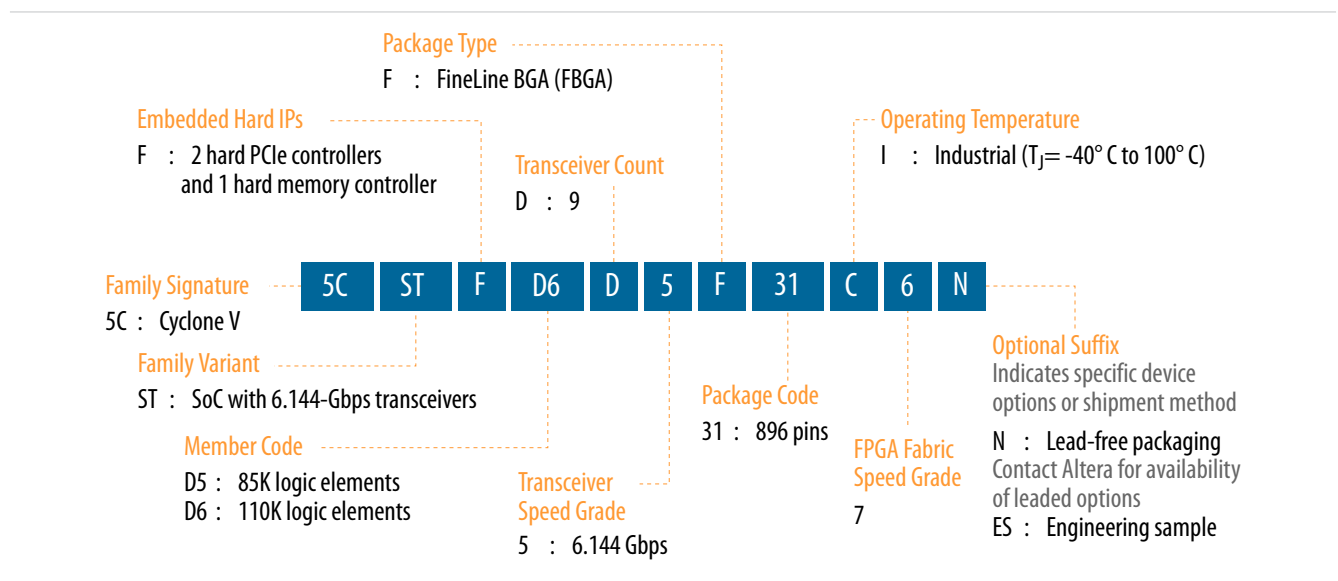 Package Type
F : FineLine BGA (FBGA)
Embedded Hard IPs
F : 2 hard PCIe controllers
and 1 hard memory controller
Transceiver Count
D : 9
Operating Temperature
I : Industrial (TJ= -40° C to 100° C)
Family Signature
5C : Cyclone V
5C ST F D6 D 5 F 31 C 6 N
Family Variant
ST : SoC with 6.144-Gbps transceivers
Member Code
D5 : 85K logic elements
D6 : 110K logic elements
Transceiver
Speed Grade
5 : 6.144 Gbps
Package Code
31 : 896 pins
FPGA Fabric
Speed Grade
7
Optional Suffix
Indicates specific device
options or shipment method
N : Lead-free packaging
Contact Altera for availability
of leaded options
ES : Engineering sample